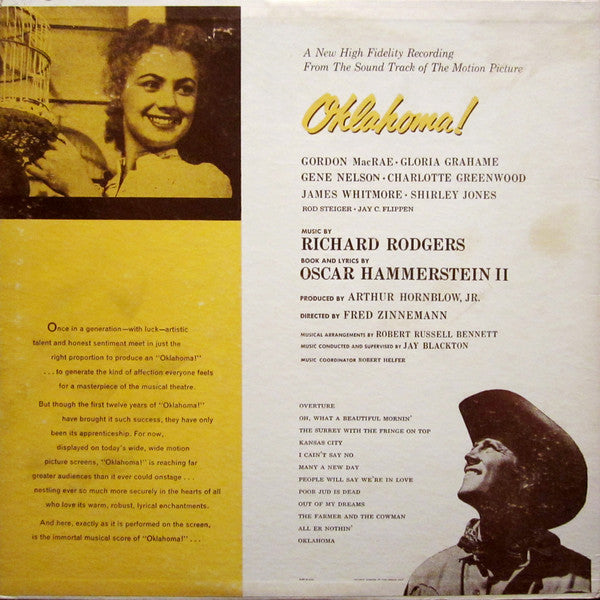 A New High Fidelity Recording
From The Sound Track of The Motion Picture
Oklahoma!
GORDON MacRAE · GLORIA GRAHAME
GENE NELSON · CHARLOTTE GREENWOOD
JAMES WHITMORE · SHIRLEY JONES
ROD STEIGER · JAY C. FLIPPEN
MUSIC BY
RICHARD RODGERS
BOOK AND LYRICS BY
OSCAR HAMMERSTEIN II
PRODUCED BY ARTHUR HORNBLOW, JR.
DIRECTED BY FRED ZINNEMANN
MUSICAL ARRANGEMENTS BY ROBERT RUSSELL BENNETT
MUSIC CONDUCTED AND SUPERVISED BY JAY BLACKTON
MUSIC COORDINATOR ROBERT HELFER
Once in a generation—with luck—artistic
talent and honest sentiment meet in just the
right proportion to produce an "Oklahoma!"
. . . to generate the kind of affection everyone feels
for a masterpiece of the musical theatre.
But though the first twelve years of "Oklahoma!"
have brought it such success, they have only
been its apprenticeship. For now,
displayed on today's wide, wide motion
picture screens, "Oklahoma!" is reaching far
greater audiences than it ever could onstage . . .
nestling ever so much more securely in the hearts of all
who love its warm, robust, lyrical enchantments.
And here, exactly as it is performed on the screen,
is the immortal musical score of "Oklahoma!" . . .
OVERTURE
OH, WHAT A BEAUTIFUL MORNIN'
THE SURREY WITH THE FRINGE ON TOP
KANSAS CITY
I CAIN'T SAY NO
MANY A NEW DAY
PEOPLE WILL SAY WE'RE IN LOVE
POOR JUD IS DEAD
OUT OF MY DREAMS
THE FARMER AND THE COWMAN
ALL ER NOTHIN'
OKLAHOMA